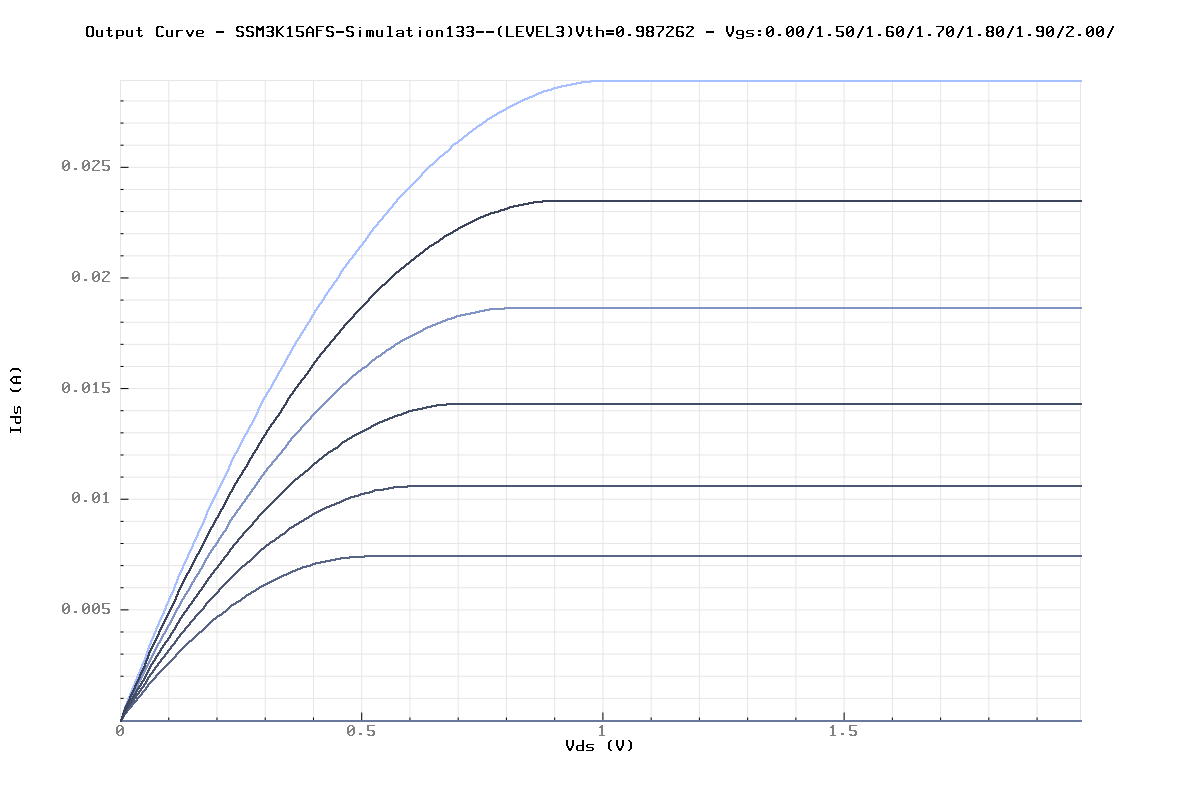 Output Curve - SSM3K15AFS-Simulation133--(LEVEL3)Vth=0.987262 - Vgs:0.00/1.50/1.60/1.70/1.80/1.90/2.00/
0.025
0.02
0.015
0.01
0.005
Ids (A)
0 0.5 1 1.5
Vds (V)